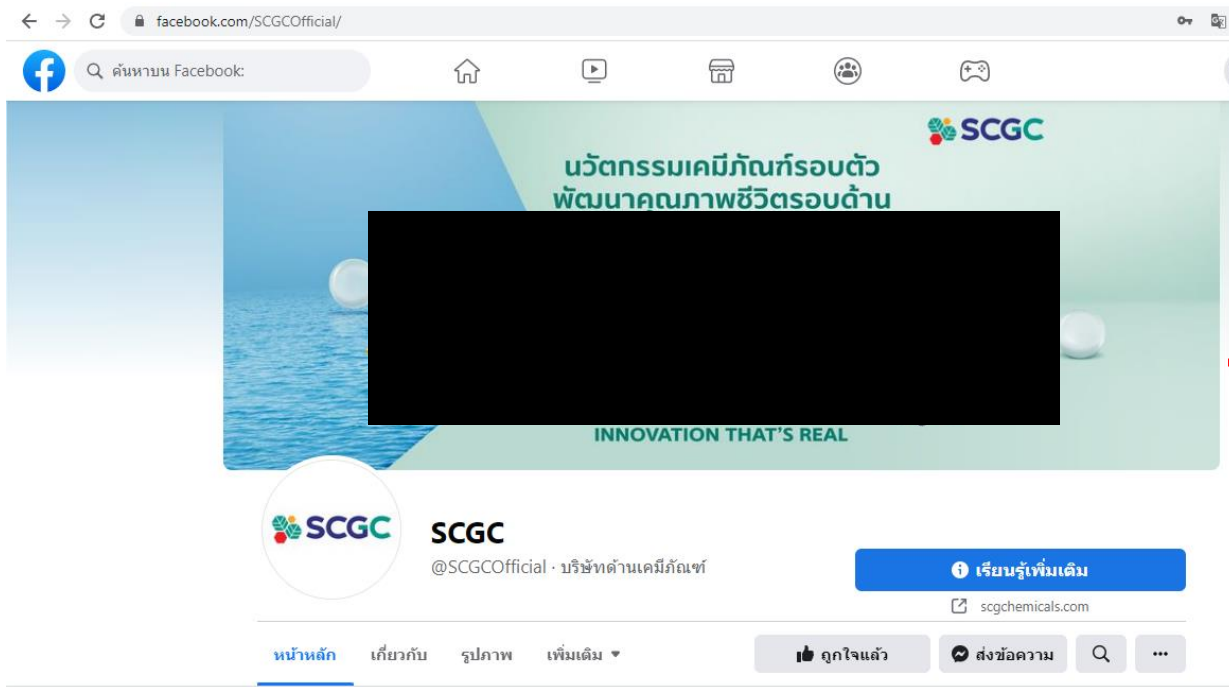 facebook.com/SCGCOfficial/
ค้นหาบน Facebook:
SCGC
นวัตกรรมเคมีภัณฑ์รอบตัว
พัฒนาคุณภาพชีวิตรอบด้าน
INNOVATION THAT'S REAL
SCGC
SCGC
@SCGCOfficial · บริษัทด้านเคมีภัณฑ์
เรียนรู้เพิ่มเติม
scgchemicals.com
หน้าหลัก เกี่ยวกับ รูปภาพ เพิ่มเติม ถูกใจแล้ว ส่งข้อความ